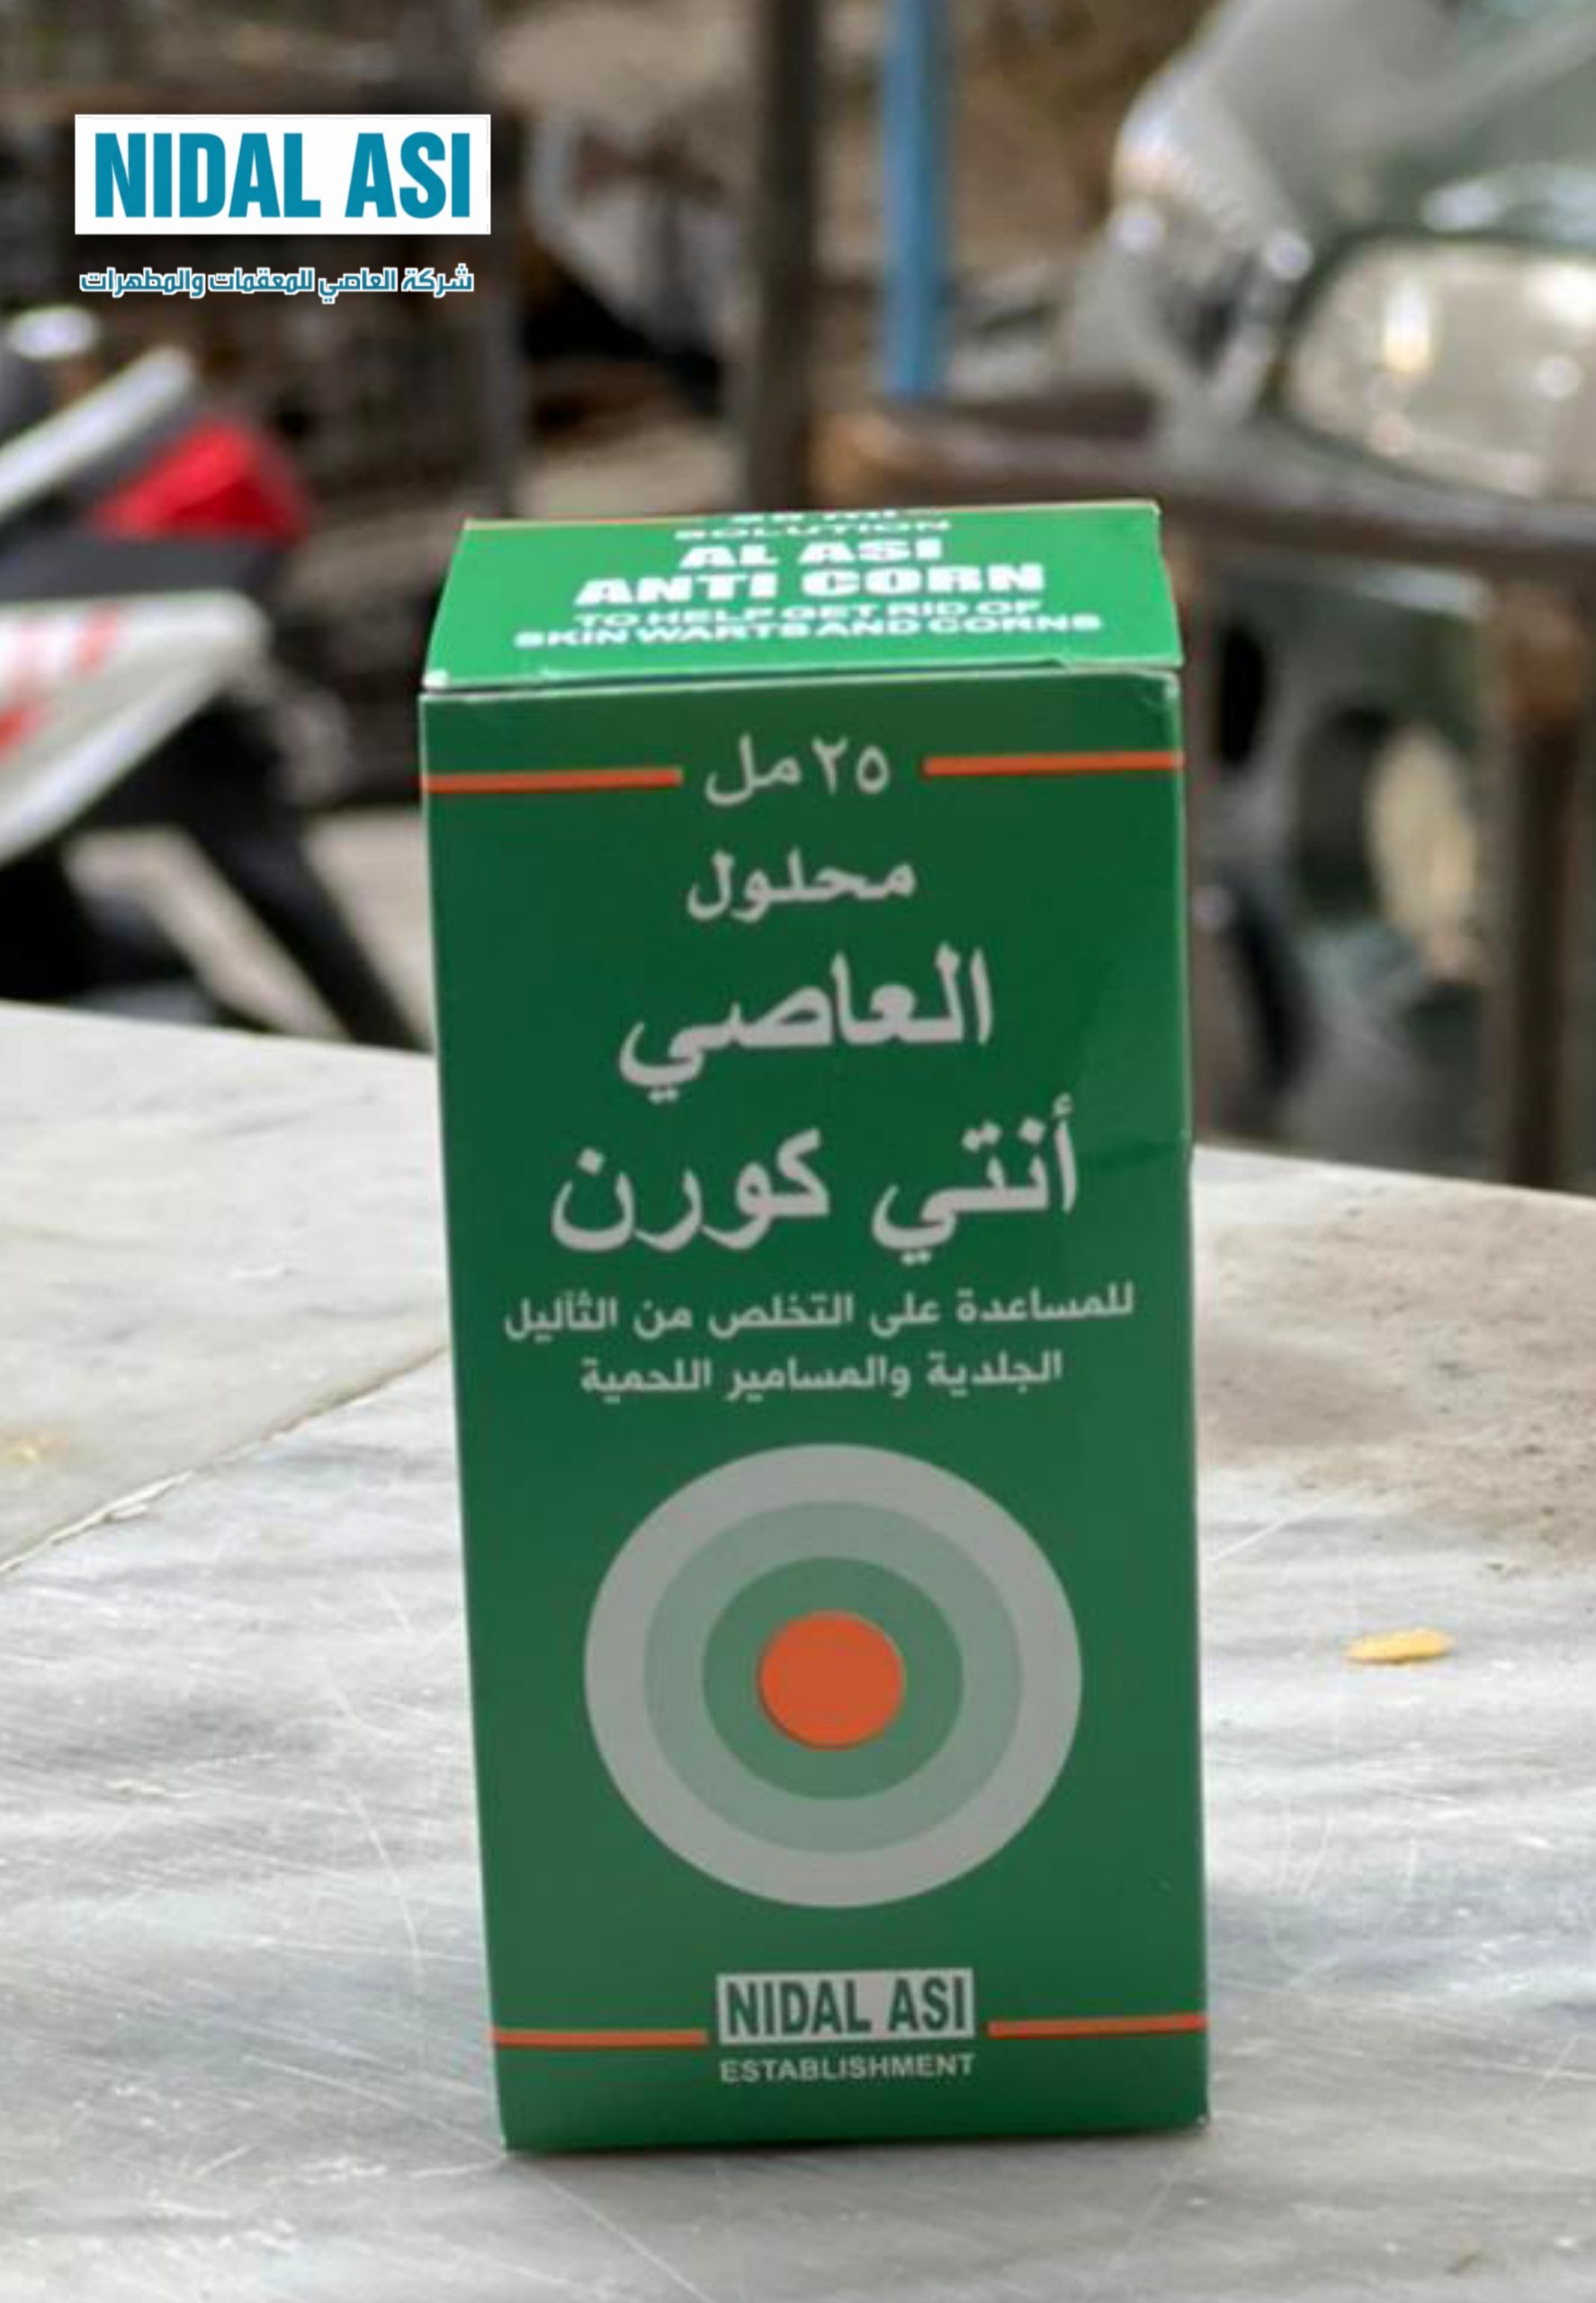 NIDAL ASI
شركة العاصي للمعقمات والمطهرات
SOLUTION
AL ASI
ANTI CORN
TO HELP GET RID OF
SKIN WARTS AND CORNS
٢٥ مل
محلول
العاصي
أنتي كورن
للمساعدة على التخلص من الثآليل
الجلدية والمسامير اللحمية
NIDAL ASI
ESTABLISHMENT